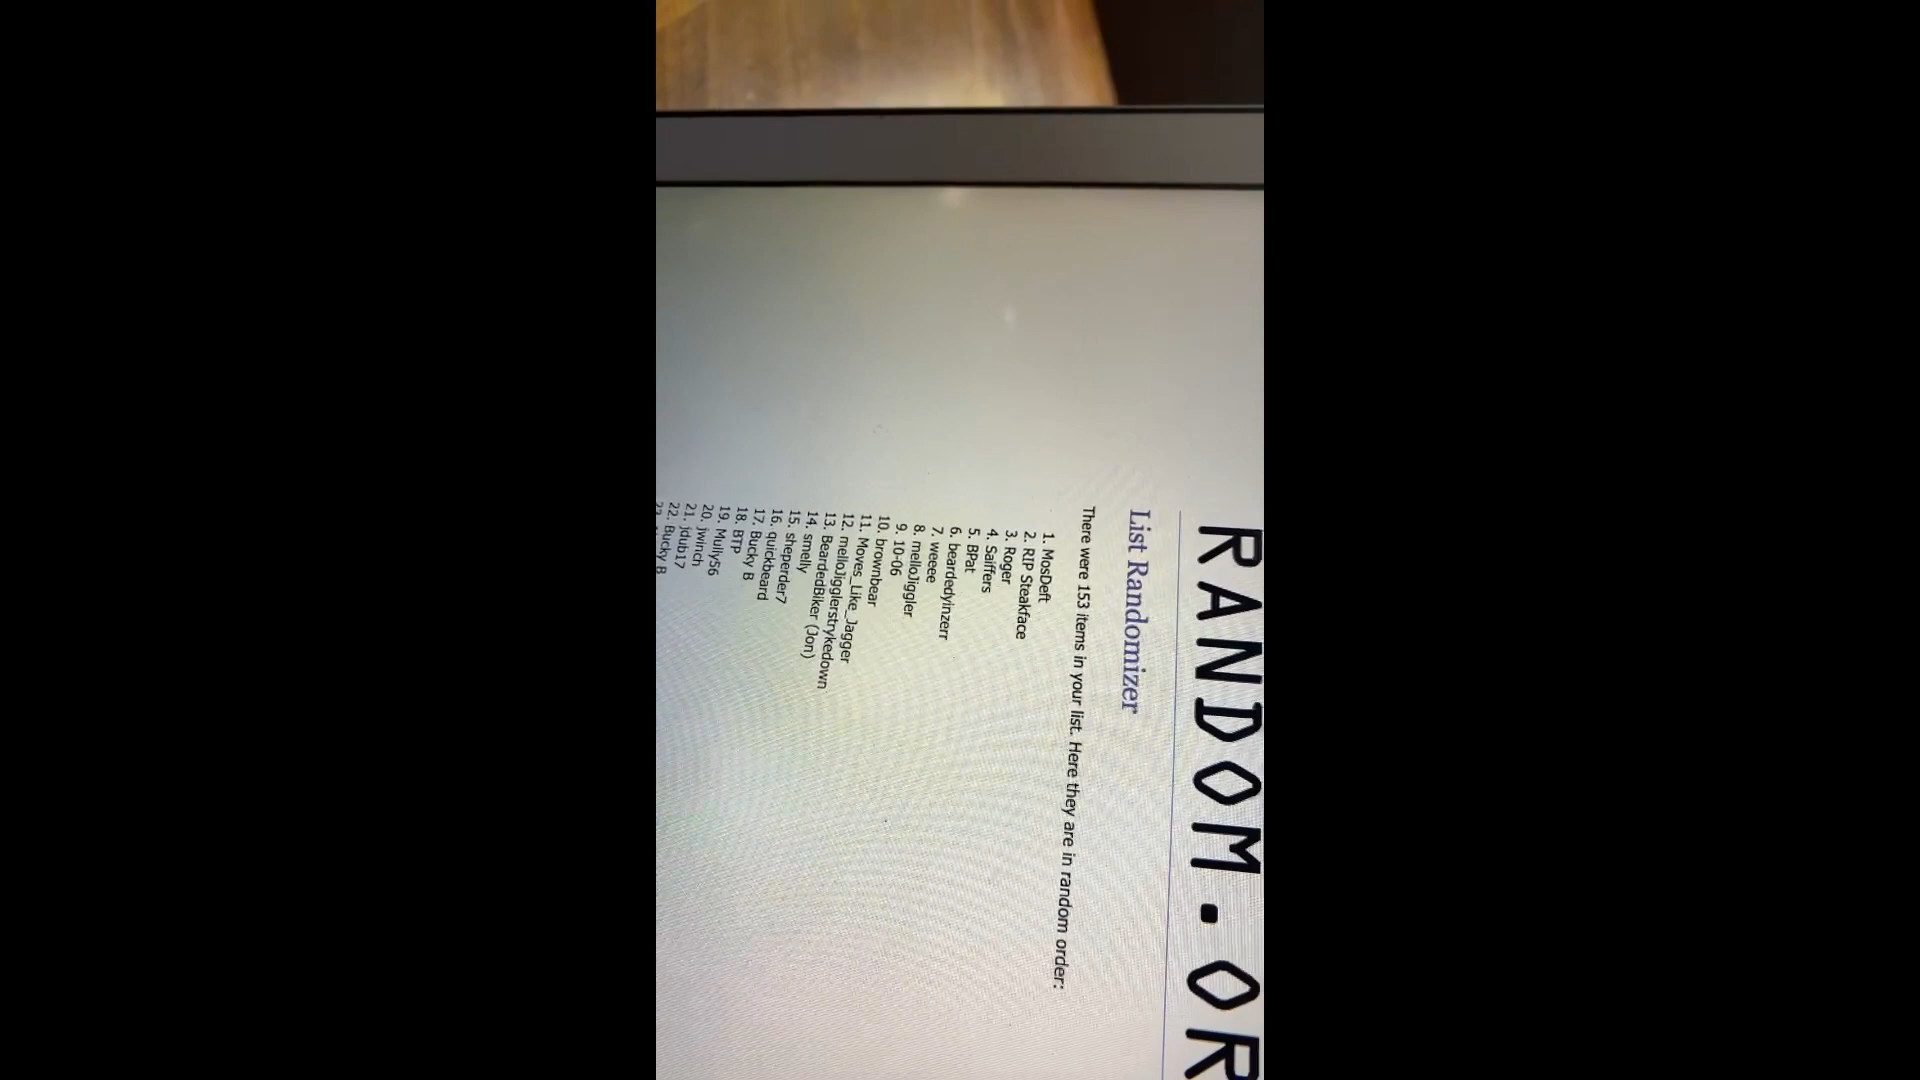 RANDOM.OR
List Randomizer
There were 153 items in your list. Here they are in random order:
1. MosDeft
2. RIP Steakface
3. Roger
4. Saiffers
5. BPat
6. beardedyinzerr
7. weeee
8. melloJiggler
9. 10-06
10. brownbear
11. Moves_Like_Jagger
12. melloJigglerstrykedown
13. BeardedBiker (Jon)
14. smelly
15. sheperder7
16. quickbeard
17. Bucky B
18. BTP
19. Mully56
20. jwinch
21. jdub17
22. Bucky B